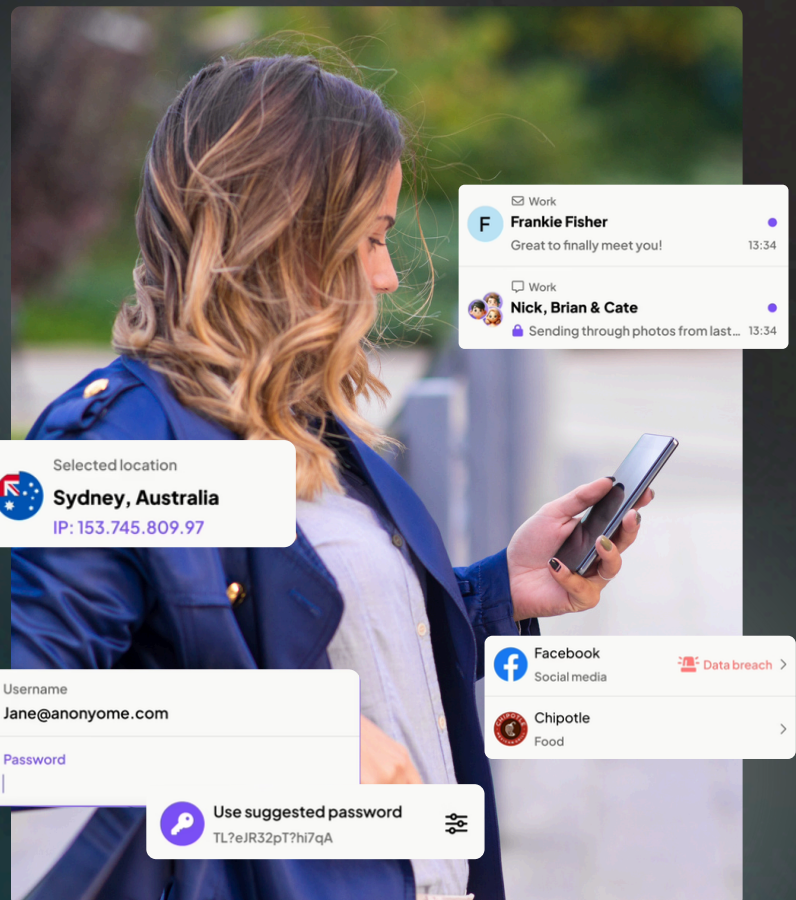 Work
F
Frankie Fisher
Great to finally meet you!
13:34
Work
Nick, Brian & Cate
Sending through photos from last...
13:34
Selected location
Sydney, Australia
IP: 153.745.809.97
Facebook
Social media
Data breach
CHIPOTLE
Chipotle
Food
Username
Jane@anonyome.com
Password
Use suggested password
TL?eJR32pT?hi7qA